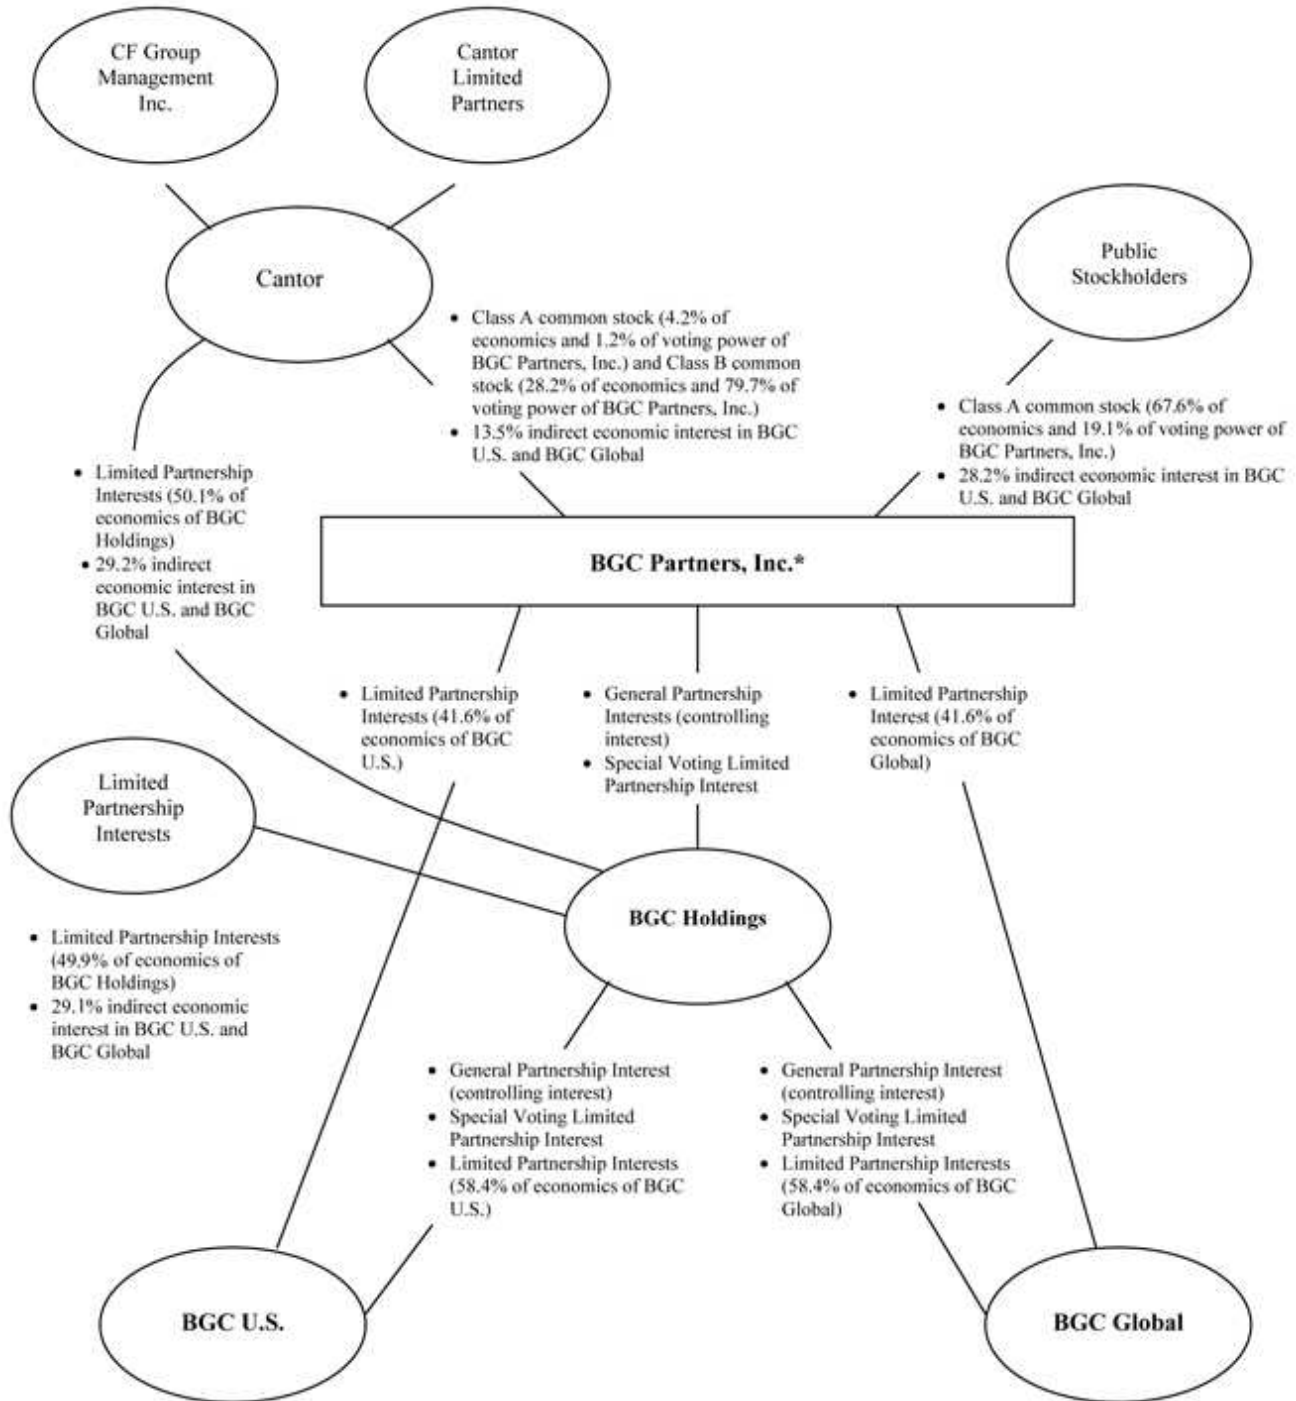 CF Group
Management
Inc.
Cantor
Limited
Partners
Cantor
Public
Stockholders
• Class A common stock (4.2% of
economics and 1.2% of voting power of
BGC Partners, Inc.) and Class B common
stock (28.2% of economics and 79.7% of
voting power of BGC Partners, Inc.)
• 13.5% indirect economic interest in BGC
U.S. and BGC Global
• Class A common stock (67.6% of
economics and 19.1% of voting power of
BGC Partners, Inc.)
• 28.2% indirect economic interest in BGC
U.S. and BGC Global
• Limited Partnership
Interests (50.1% of
economics of BGC
Holdings)
• 29.2% indirect
economic interest in
BGC U.S. and BGC
Global
BGC Partners, Inc.*
• Limited Partnership
Interests (41.6% of
economics of BGC
U.S.)
• General Partnership
Interests (controlling
interest)
• Special Voting Limited
Partnership Interest
• Limited Partnership
Interest (41.6% of
economics of BGC
Global)
Limited
Partnership
Interests
BGC Holdings
• Limited Partnership Interests
(49.9% of economics of
BGC Holdings)
• 29.1% indirect economic
interest in BGC U.S. and
BGC Global
• General Partnership Interest
(controlling interest)
• Special Voting Limited
Partnership Interest
• Limited Partnership Interests
(58.4% of economics of BGC
U.S.)
• General Partnership Interest
(controlling interest)
• Special Voting Limited
Partnership Interest
• Limited Partnership Interests
(58.4% of economics of BGC
Global)
BGC U.S.
BGC Global